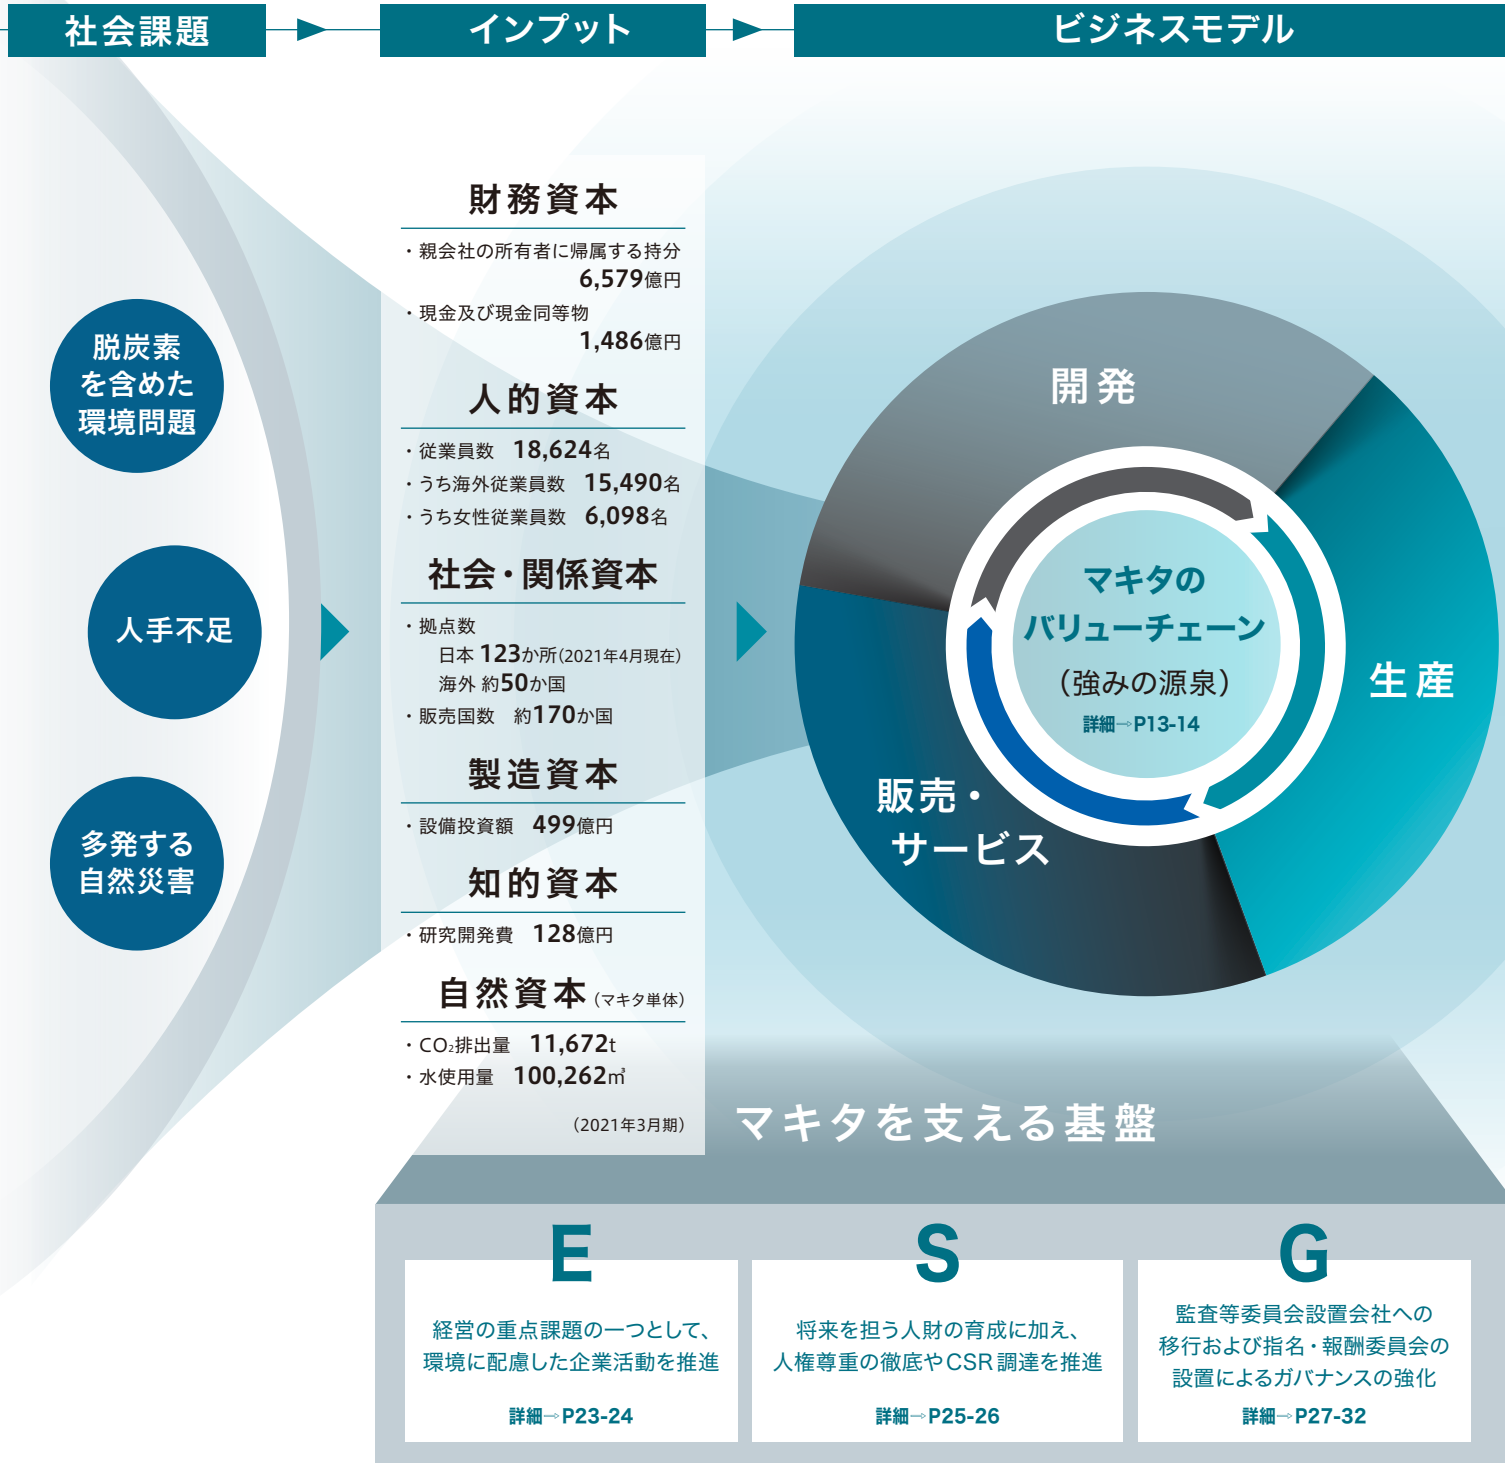 社会課題
インプット
ビジネスモデル
脱炭素
を含めた
環境問題
人手不足
多発する
自然災害
財務資本
・親会社の所有者に帰属する持分
6,579億円
・現金及び現金同等物
1,486億円
人的資本
・従業員数 18,624名
・うち海外従業員数 15,490名
・うち女性従業員数 6,098名
社会・関係資本
・拠点数
日本 123か所(2021年4月現在)
海外 約50か国
・販売国数 約170か国
製造資本
・設備投資額 499億円
知的資本
・研究開発費 128億円
自然資本(マキタ単体)
・CO₂排出量 11,672t
・水使用量 100,262㎥
(2021年3月期)
開発
生産
販売・
サービス
マキタの
バリューチェーン
(強みの源泉)
詳細→P13-14
マキタを支える基盤
E
経営の重点課題の一つとして、
環境に配慮した企業活動を推進
詳細→P23-24
S
将来を担う人財の育成に加え、
人権尊重の徹底やCSR調達を推進
詳細→P25-26
G
監査等委員会設置会社への
移行および指名・報酬委員会の
設置によるガバナンスの強化
詳細→P27-32